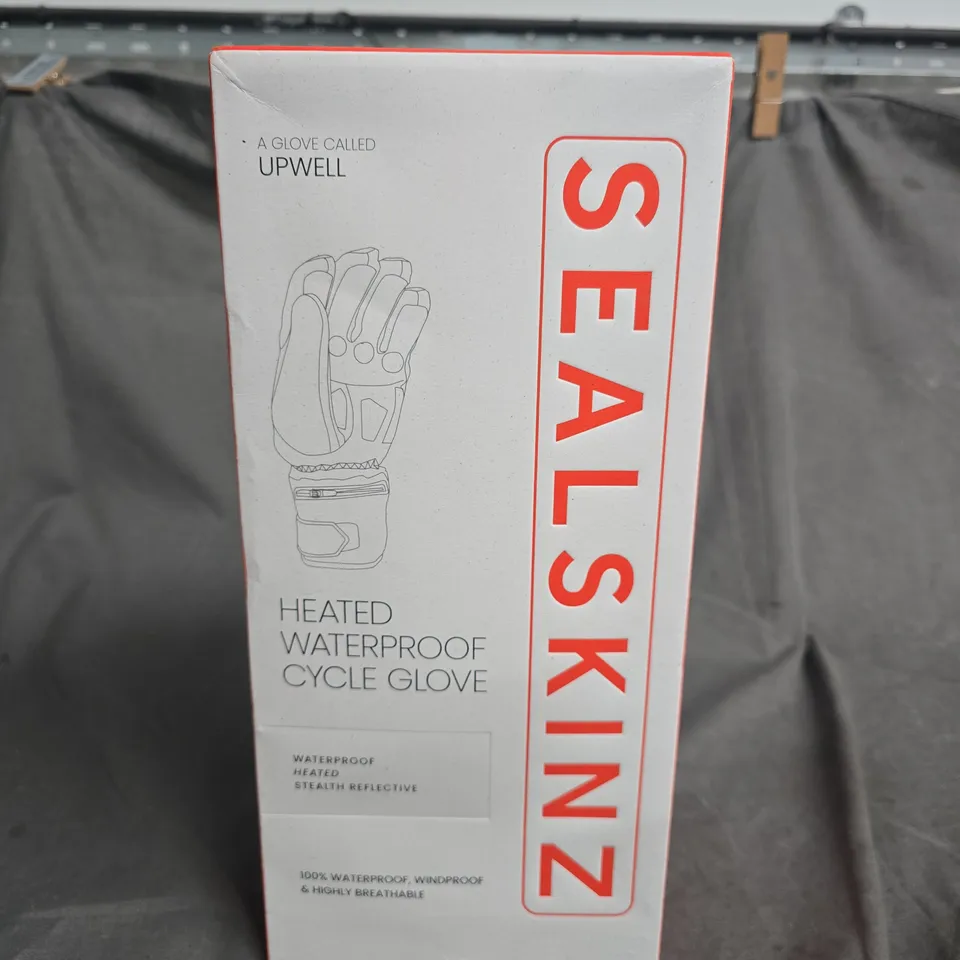 A GLOVE CALLED
UPWELL
SEALSKINZ
HEATED
WATERPROOF
CYCLE GLOVE
WATERPROOF
HEATED
STEALTH REFLECTIVE
100% WATERPROOF, WINDPROOF
& HIGHLY BREATHABLE